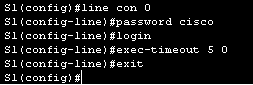 S1(config)#line con 0
S1(config-line)#password cisco
S1(config-line)#login
S1(config-line)#exec-timeout 5 0
S1(config-line)#exit
S1(config)#